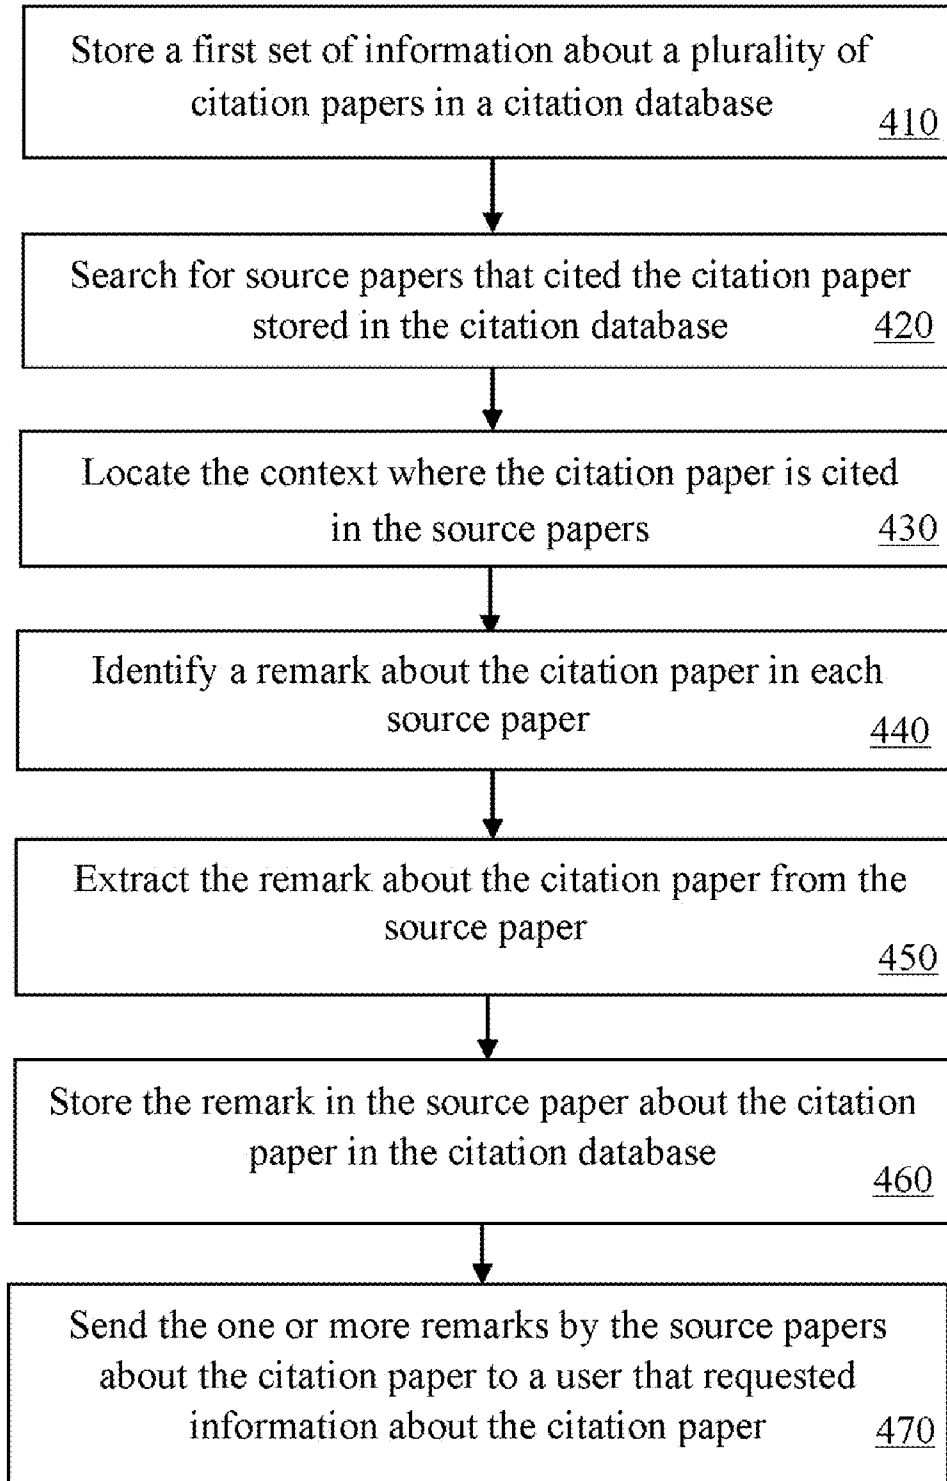 Store a first set of information about a plurality of
citation papers in a citation database
410
Search for source papers that cited the citation paper
stored in the citation database
420
Locate the context where the citation paper is cited
in the source papers
430
Identify a remark about the citation paper in each
source paper
440
Extract the remark about the citation paper from the
source paper
450
Store the remark in the source paper about the citation
paper in the citation database
460
Send the one or more remarks by the source papers
about the citation paper to a user that requested
information about the citation paper
470